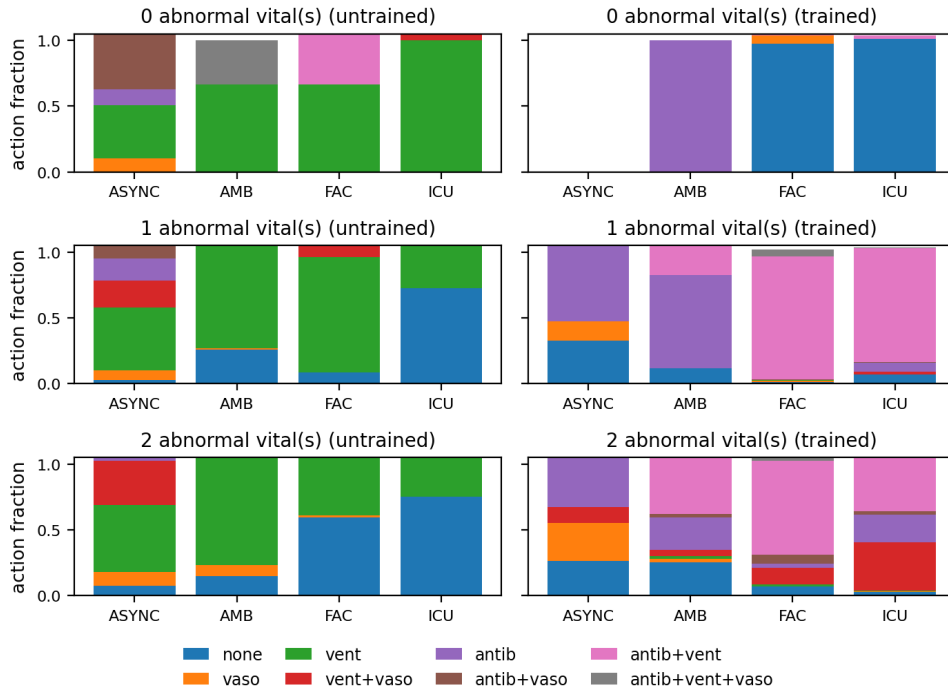 0 abnormal vital(s) (untrained)
0 abnormal vital(s) (trained)
action fraction
1.0
0.5
0.0
ASYNC AMB FAC ICU
ASYNC AMB FAC ICU
1 abnormal vital(s) (untrained)
1 abnormal vital(s) (trained)
action fraction
1.0
0.5
0.0
ASYNC AMB FAC ICU
ASYNC AMB FAC ICU
2 abnormal vital(s) (untrained)
2 abnormal vital(s) (trained)
action fraction
1.0
0.5
0.0
ASYNC AMB FAC ICU
ASYNC AMB FAC ICU
none vent antib antib+vent
vaso vent+vaso antib+vaso antib+vent+vaso